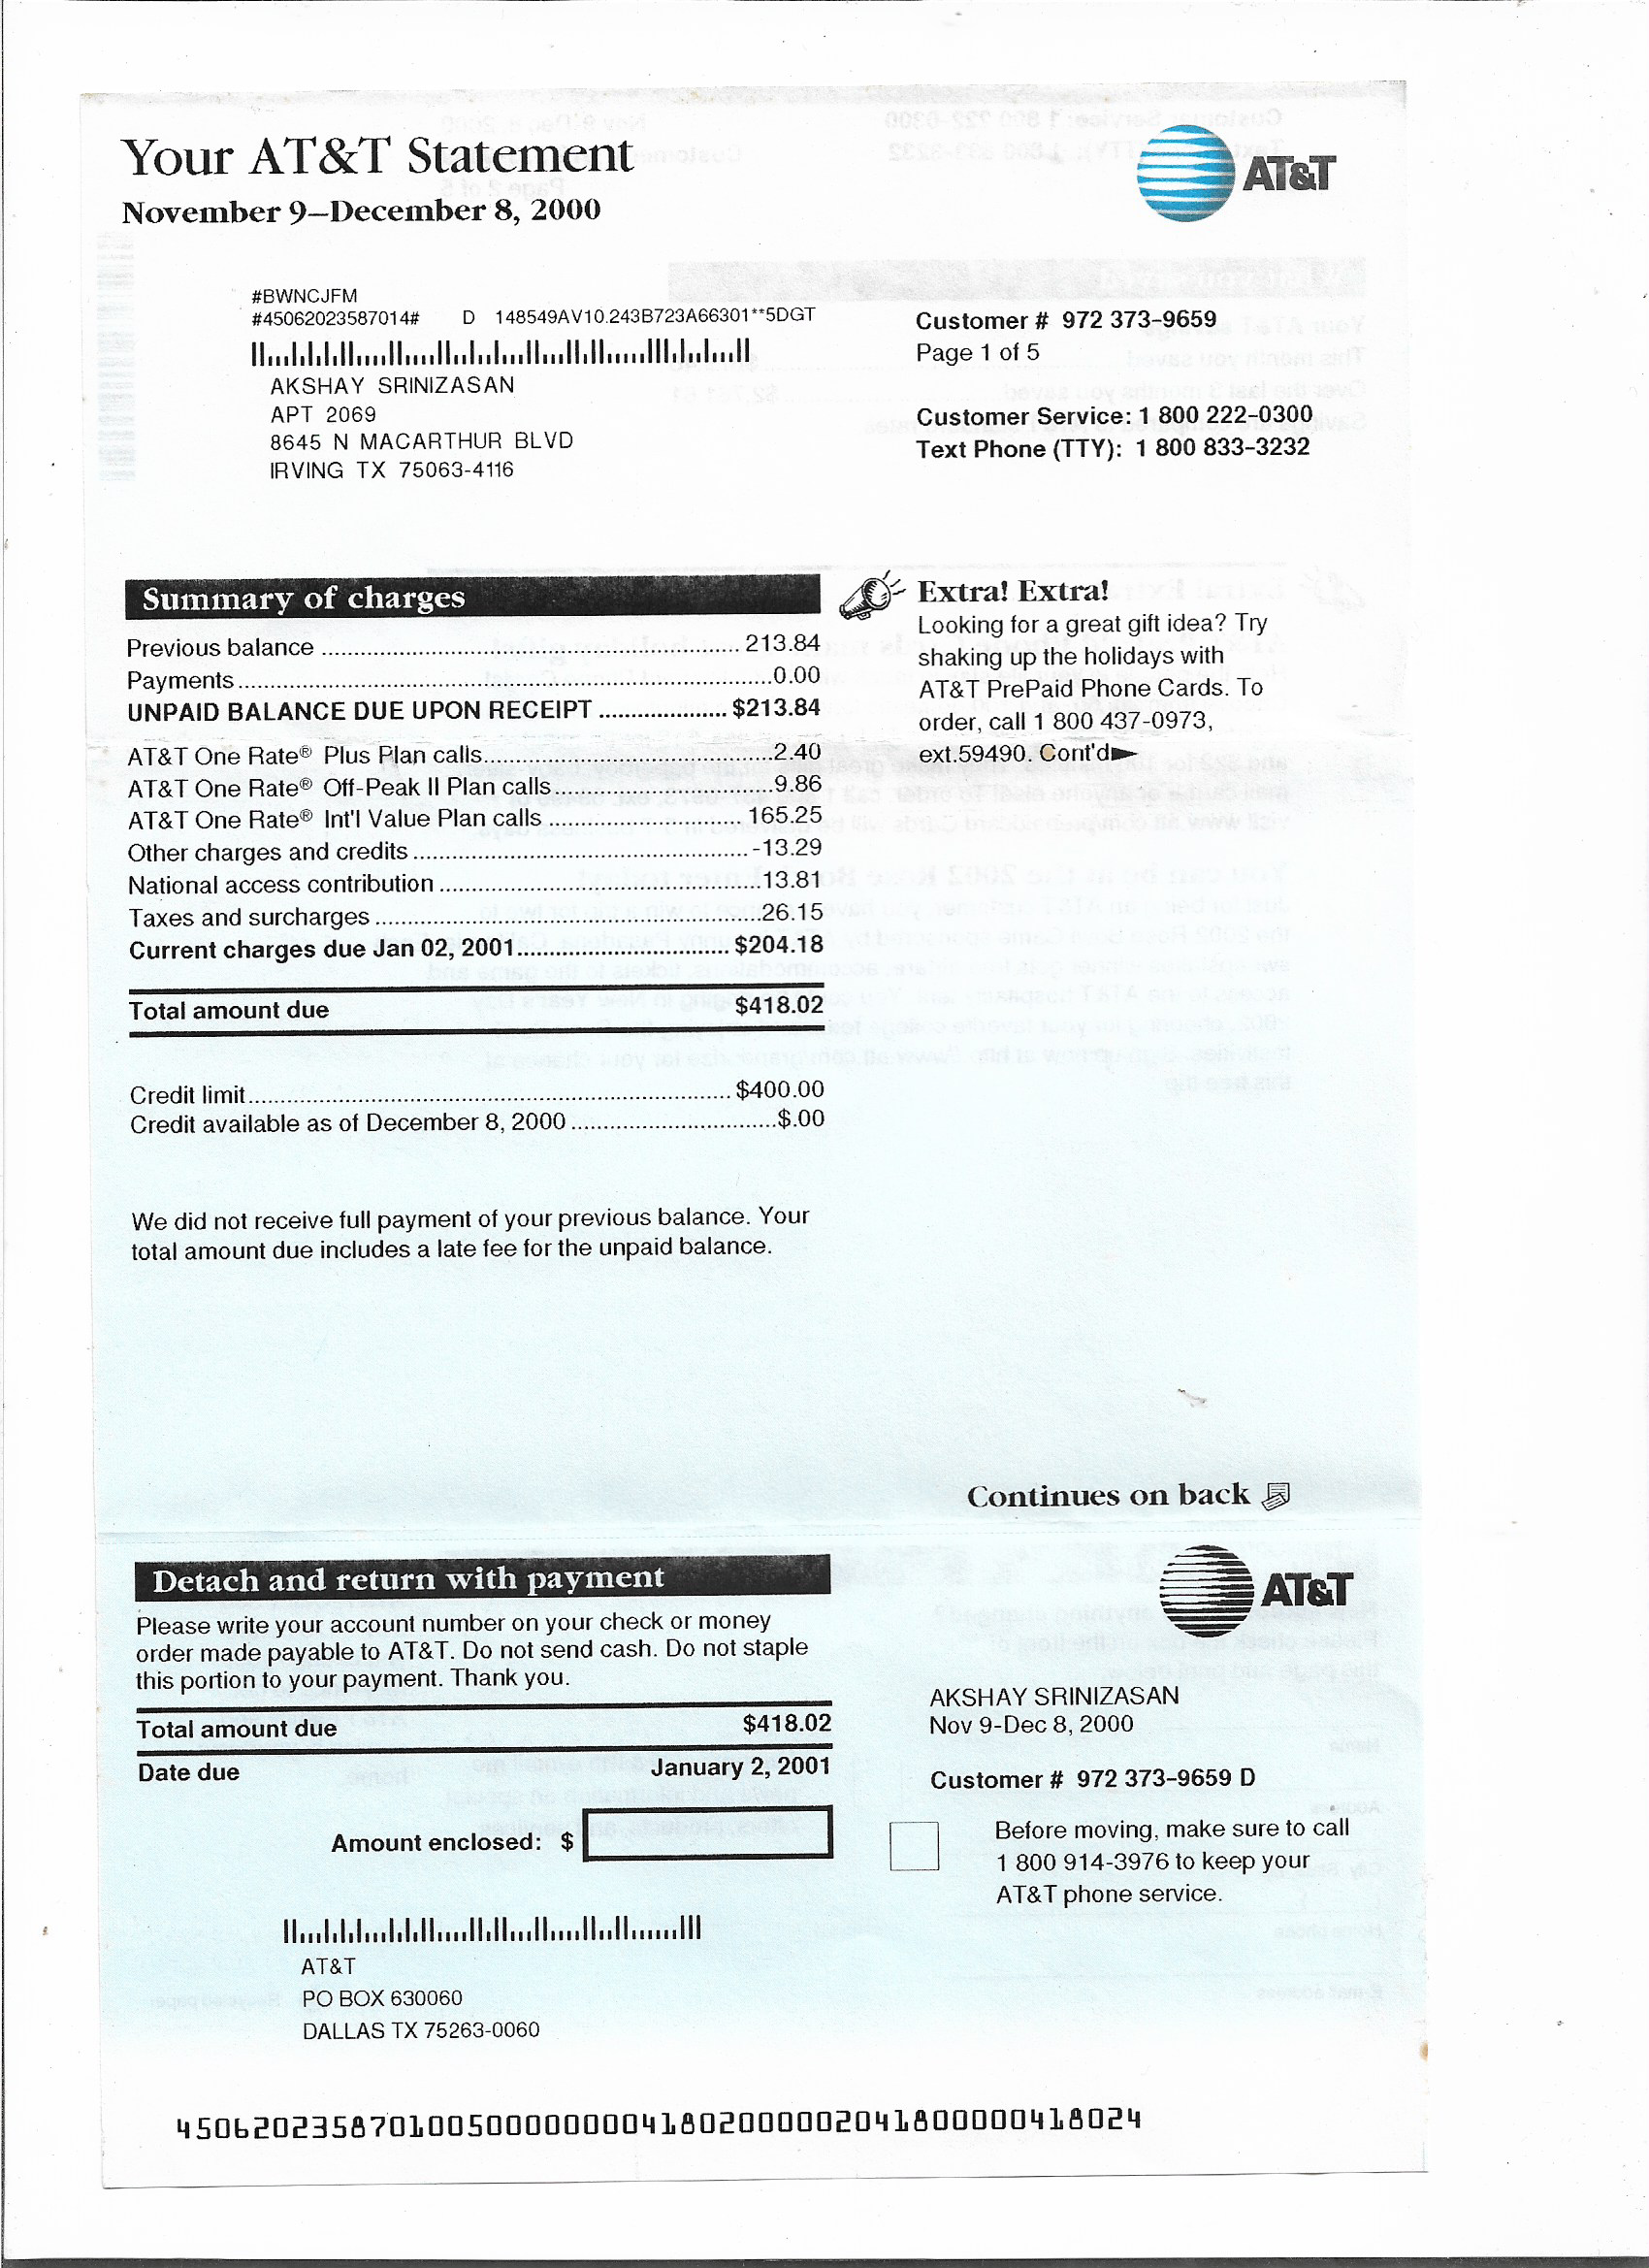 Your AT&T Statement
November 9–December 8, 2000
AT&T
#BWNCJFM
#45062023587014# D 148549AV10.243B723A66301**5DGT
AKSHAY SRINIZASAN
APT 2069
8645 N MACARTHUR BLVD
IRVING TX 75063-4116
Customer # 972 373-9659
Page 1 of 5
Customer Service: 1 800 222-0300
Text Phone (TTY): 1 800 833-3232
Summary of charges
Previous balance 213.84
Payments 0.00
UNPAID BALANCE DUE UPON RECEIPT $213.84
AT&T One Rate® Plus Plan calls 2.40
AT&T One Rate® Off-Peak II Plan calls 9.86
AT&T One Rate® Int'l Value Plan calls 165.25
Other charges and credits -13.29
National access contribution 13.81
Taxes and surcharges 26.15
Current charges due Jan 02, 2001 $204.18
Total amount due $418.02
Credit limit $400.00
Credit available as of December 8, 2000 $.00
We did not receive full payment of your previous balance. Your
total amount due includes a late fee for the unpaid balance.
Extra! Extra!
Looking for a great gift idea? Try
shaking up the holidays with
AT&T PrePaid Phone Cards. To
order, call 1 800 437-0973,
ext.59490. Cont'd►
Continues on back
Detach and return with payment
Please write your account number on your check or money
order made payable to AT&T. Do not send cash. Do not staple
this portion to your payment. Thank you.
Total amount due $418.02
Date due January 2, 2001
Amount enclosed: $
AT&T
AKSHAY SRINIZASAN
Nov 9-Dec 8, 2000
Customer # 972 373-9659 D
Before moving, make sure to call
1 800 914-3976 to keep your
AT&T phone service.
AT&T
PO BOX 630060
DALLAS TX 75263-0060
450620235870100500000000041802000002041800000418024